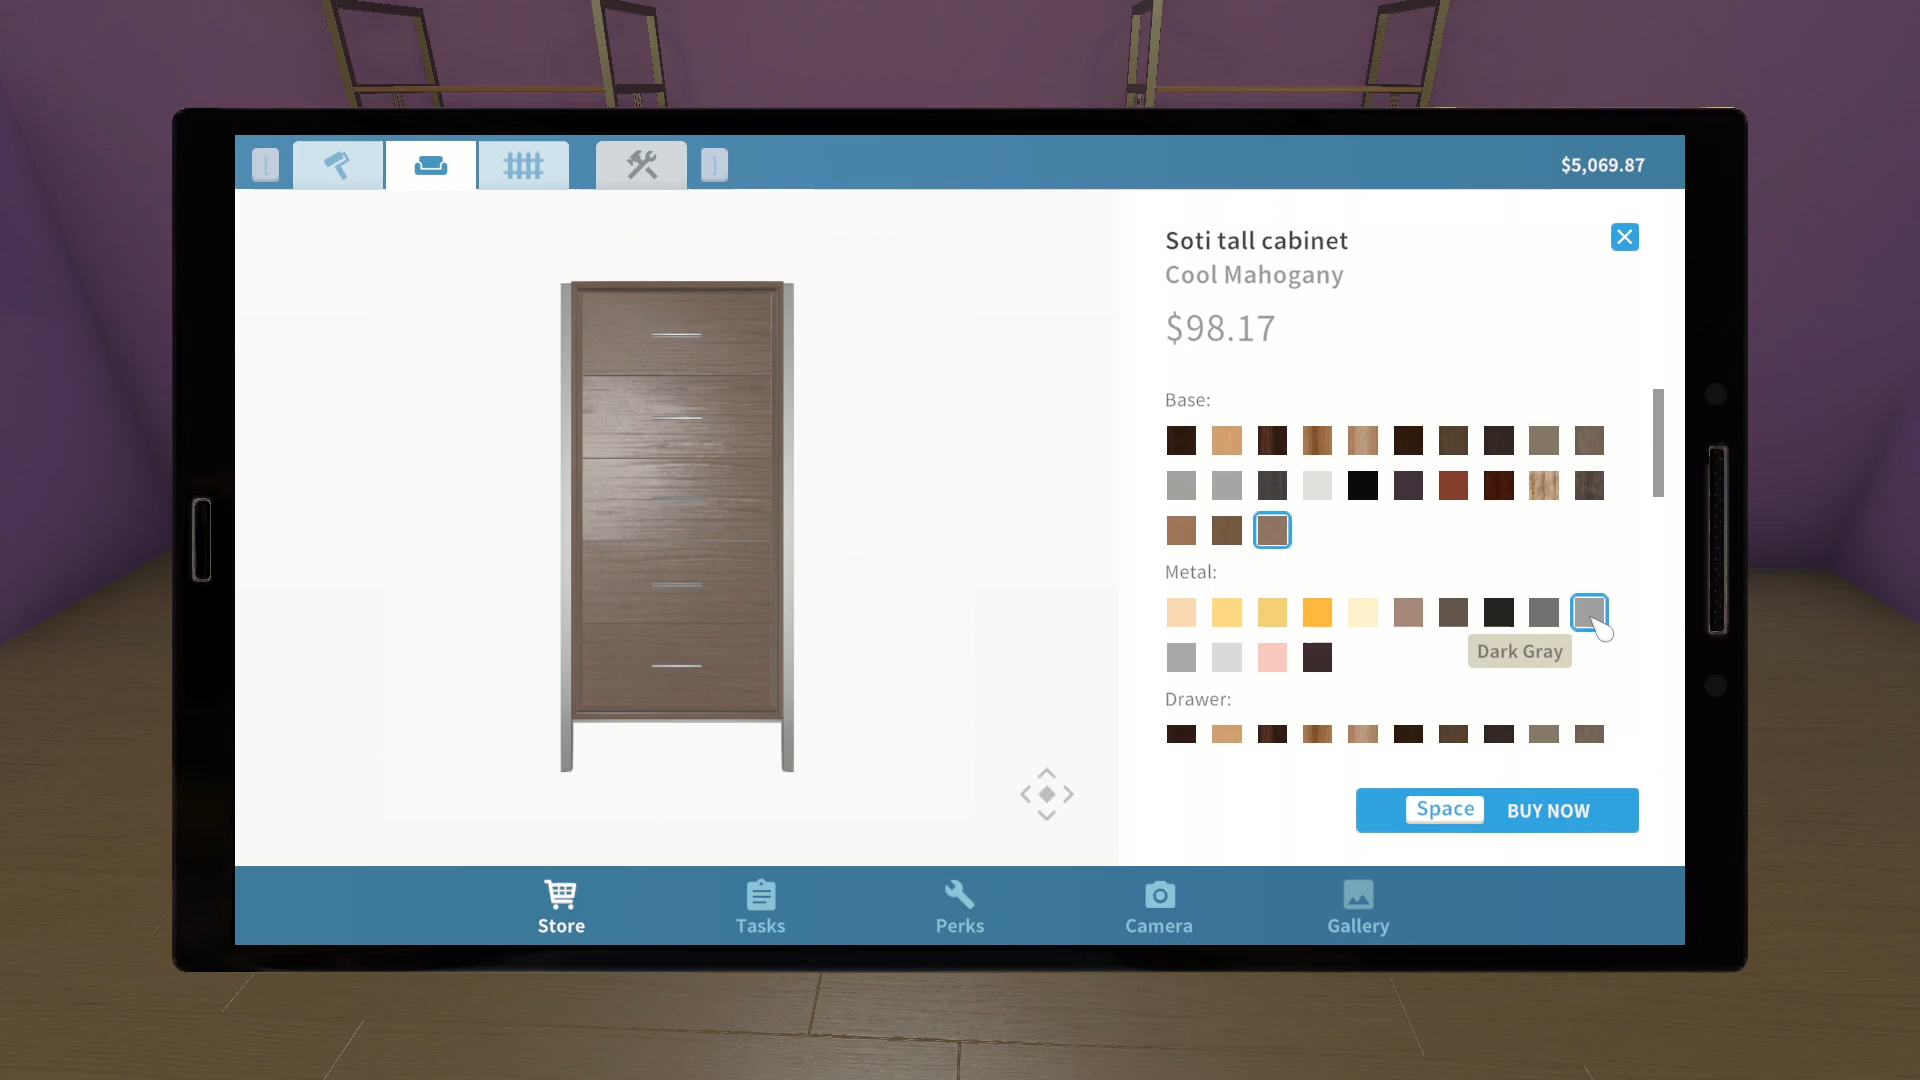 [
]
$5,069.87
Soti tall cabinet
Cool Mahogany
$98.17
Base:
Metal:
Dark Gray
Drawer:
Space BUY NOW
Store
Tasks
Perks
Camera
Gallery